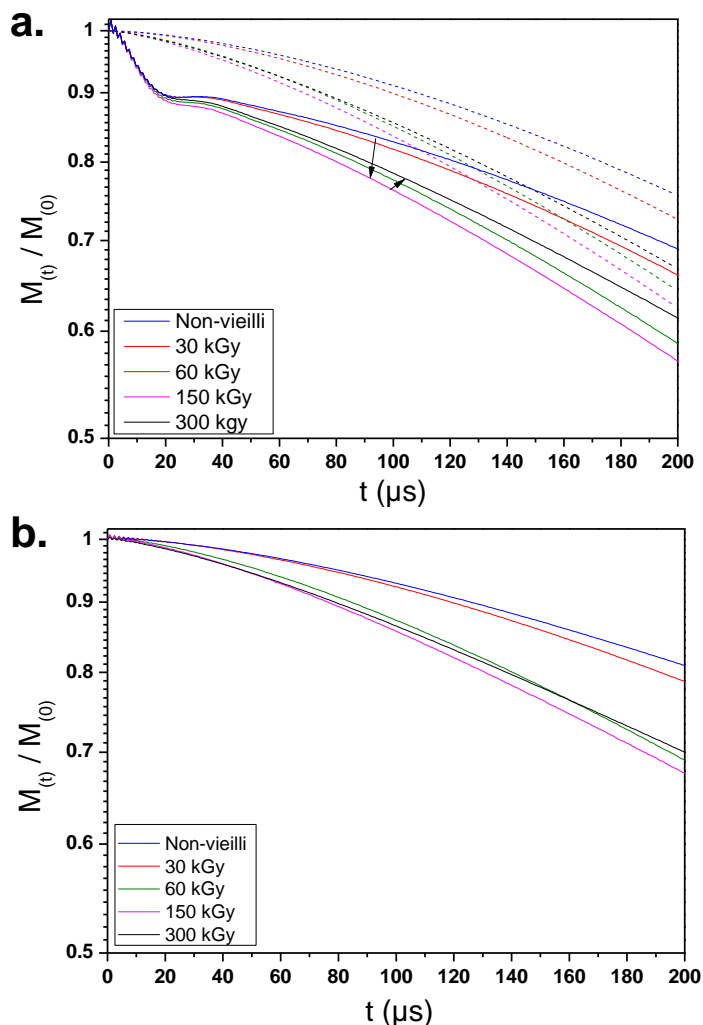 a.
1
0.9
0.8
0.7
0.6
0.5
M(t) / M(0)
Non-vieilli
30 kGy
60 kGy
150 kGy
300 kgy
0 20 40 60 80 100 120 140 160 180 200
t (µs)
b.
1
0.9
0.8
0.7
0.6
0.5
M(t) / M(0)
Non-vieilli
30 kGy
60 kGy
150 kGy
300 kGy
0 20 40 60 80 100 120 140 160 180 200
t (µs)